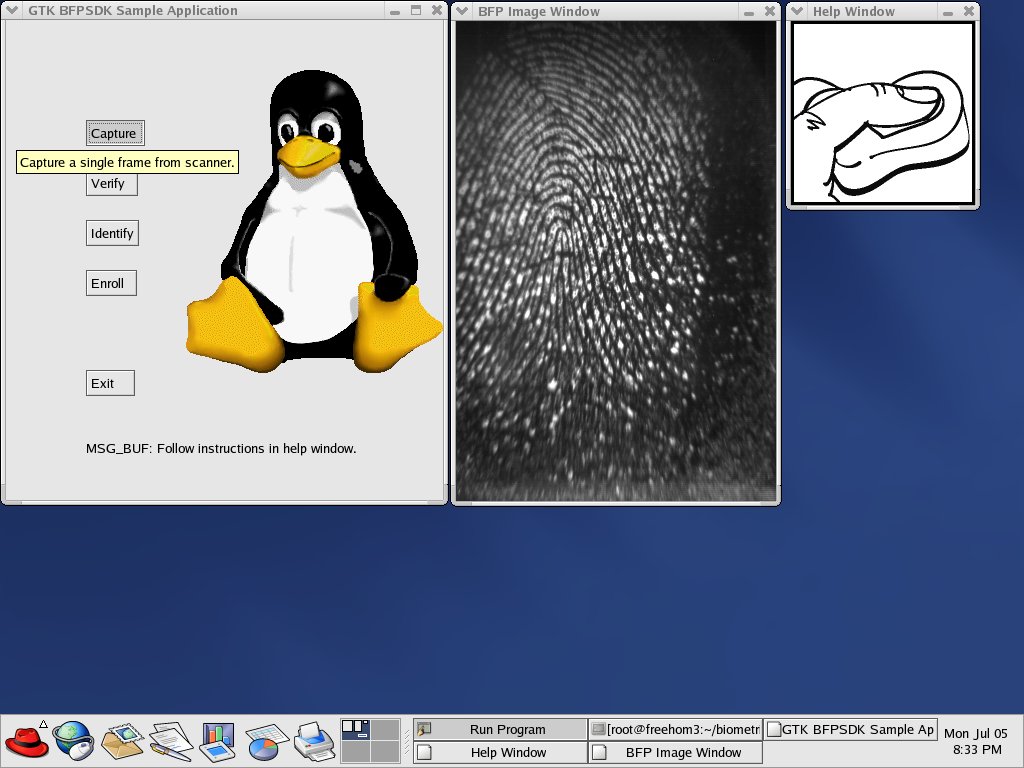 GTK BFPSDK Sample Application
BFP Image Window
Help Window
Capture
Capture a single frame from scanner.
Verify
Identify
Enroll
Exit
MSG_BUF: Follow instructions in help window.
Run Program
[root@freehom3:~/biometr
GTK BFPSDK Sample Ap
Help Window
BFP Image Window
Mon Jul 05
8:33 PM